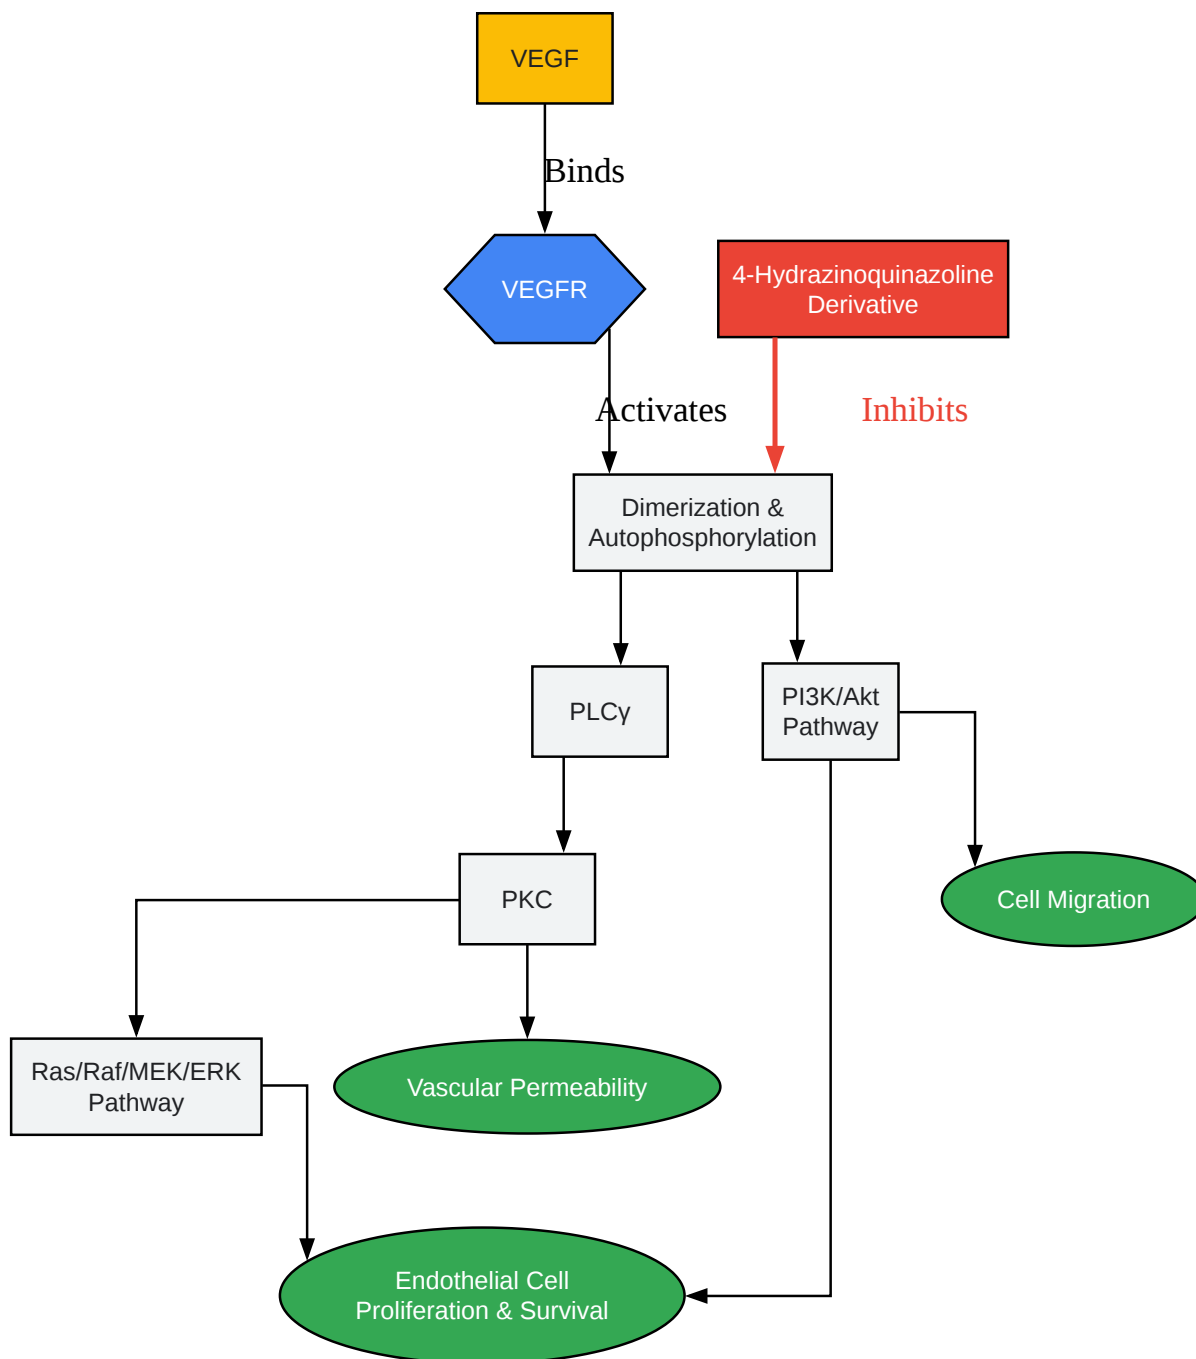 VEGF
Binds
VEGFR
4-Hydrazinoquinazoline
Derivative
Activates
Inhibits
Dimerization &
Autophosphorylation
PLCγ
PI3K/Akt
Pathway
PKC
Cell Migration
Ras/Raf/MEK/ERK
Pathway
Vascular Permeability
Endothelial Cell
Proliferation & Survival